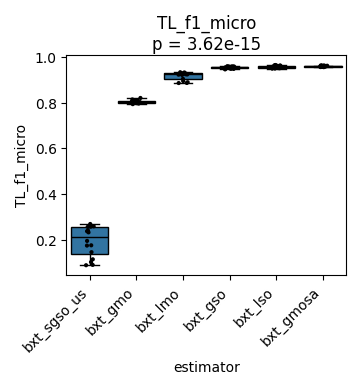 TL_f1_micro
p = 3.62e-15
TL_f1_micro
1.0
0.8
0.6
0.4
0.2
bxt_sgso_us
bxt_gmo
bxt_lmo
bxt_gso
bxt_lso
bxt_gmosa
estimator